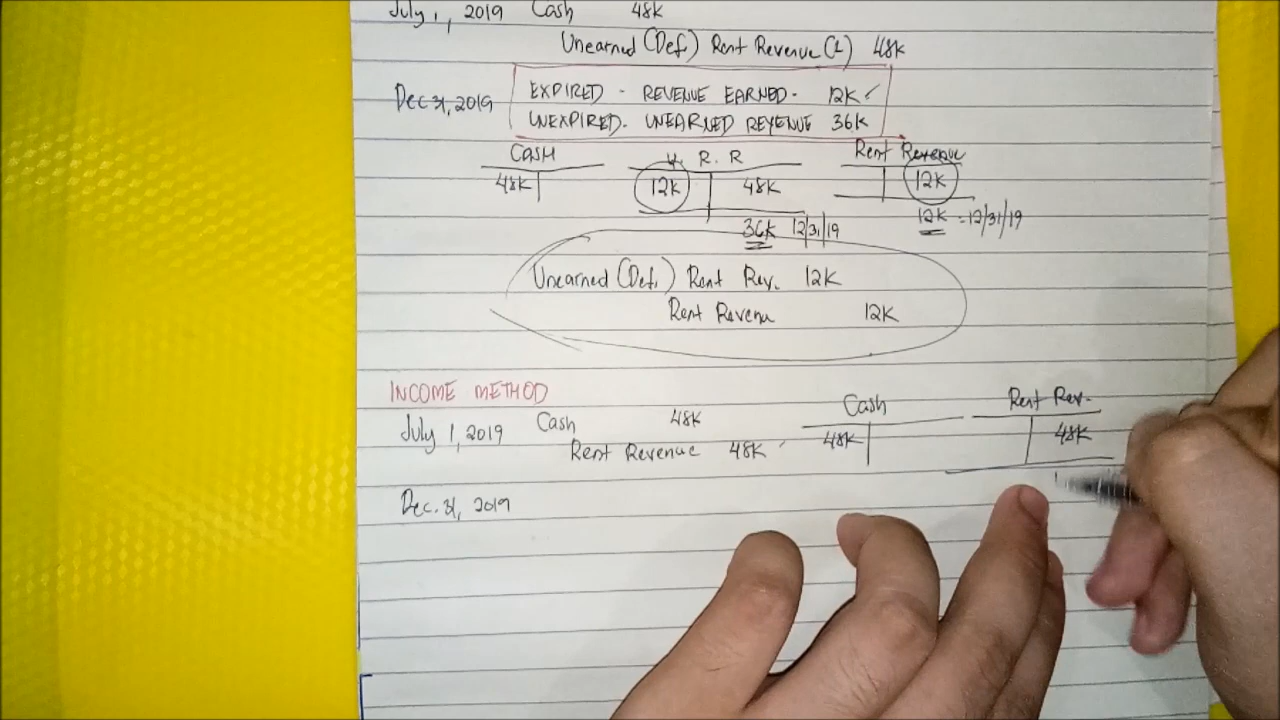 July 1, 2019 Cash 48K
Unearned (Def.) Rent Revenue (L) 48K
Dec 31, 2019
EXPIRED - REVENUE EARNED - 12K ✓
UNEXPIRED - UNEARNED REVENUE 36K
CASH U. R. R Rent Revenue
48K 12K 48K 12K
36K 12/31/19 12K - 12/31/19
Unearned (Def.) Rent Rev. 12K
Rent Revenu 12K
INCOME METHOD
Cash Rent Rev.
July 1, 2019 Cash 48K
Rent Revenue 48K 48K 48K
Dec. 31, 2019